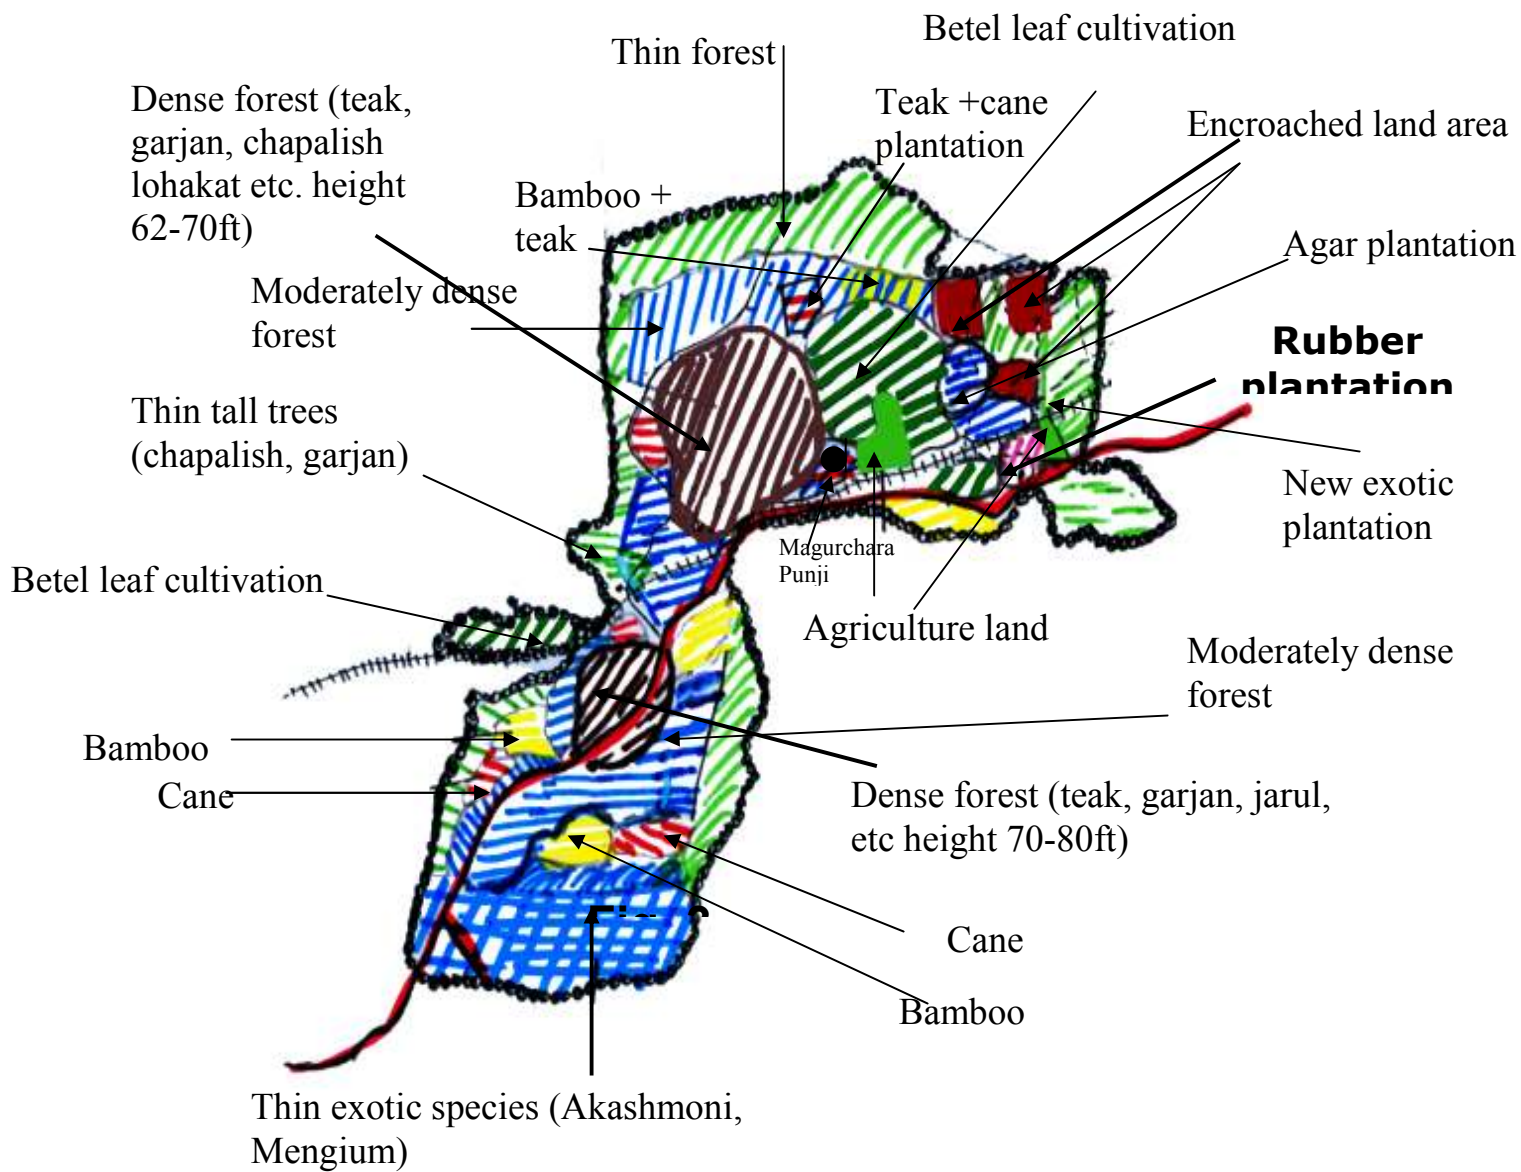 Betel leaf cultivation
Thin forest
Dense forest (teak,
garjan, chapalish
lohakat etc. height
62-70ft)
Teak +cane
plantation
Encroached land area
Bamboo +
teak
Agar plantation
Moderately dense
forest
Rubber
plantation
Thin tall trees
(chapalish, garjan)
New exotic
plantation
Magurchara
Punji
Betel leaf cultivation
Agriculture land
Moderately dense
forest
Bamboo
Cane
Dense forest (teak, garjan, jarul,
etc height 70-80ft)
Cane
Bamboo
Thin exotic species (Akashmoni,
Mengium)